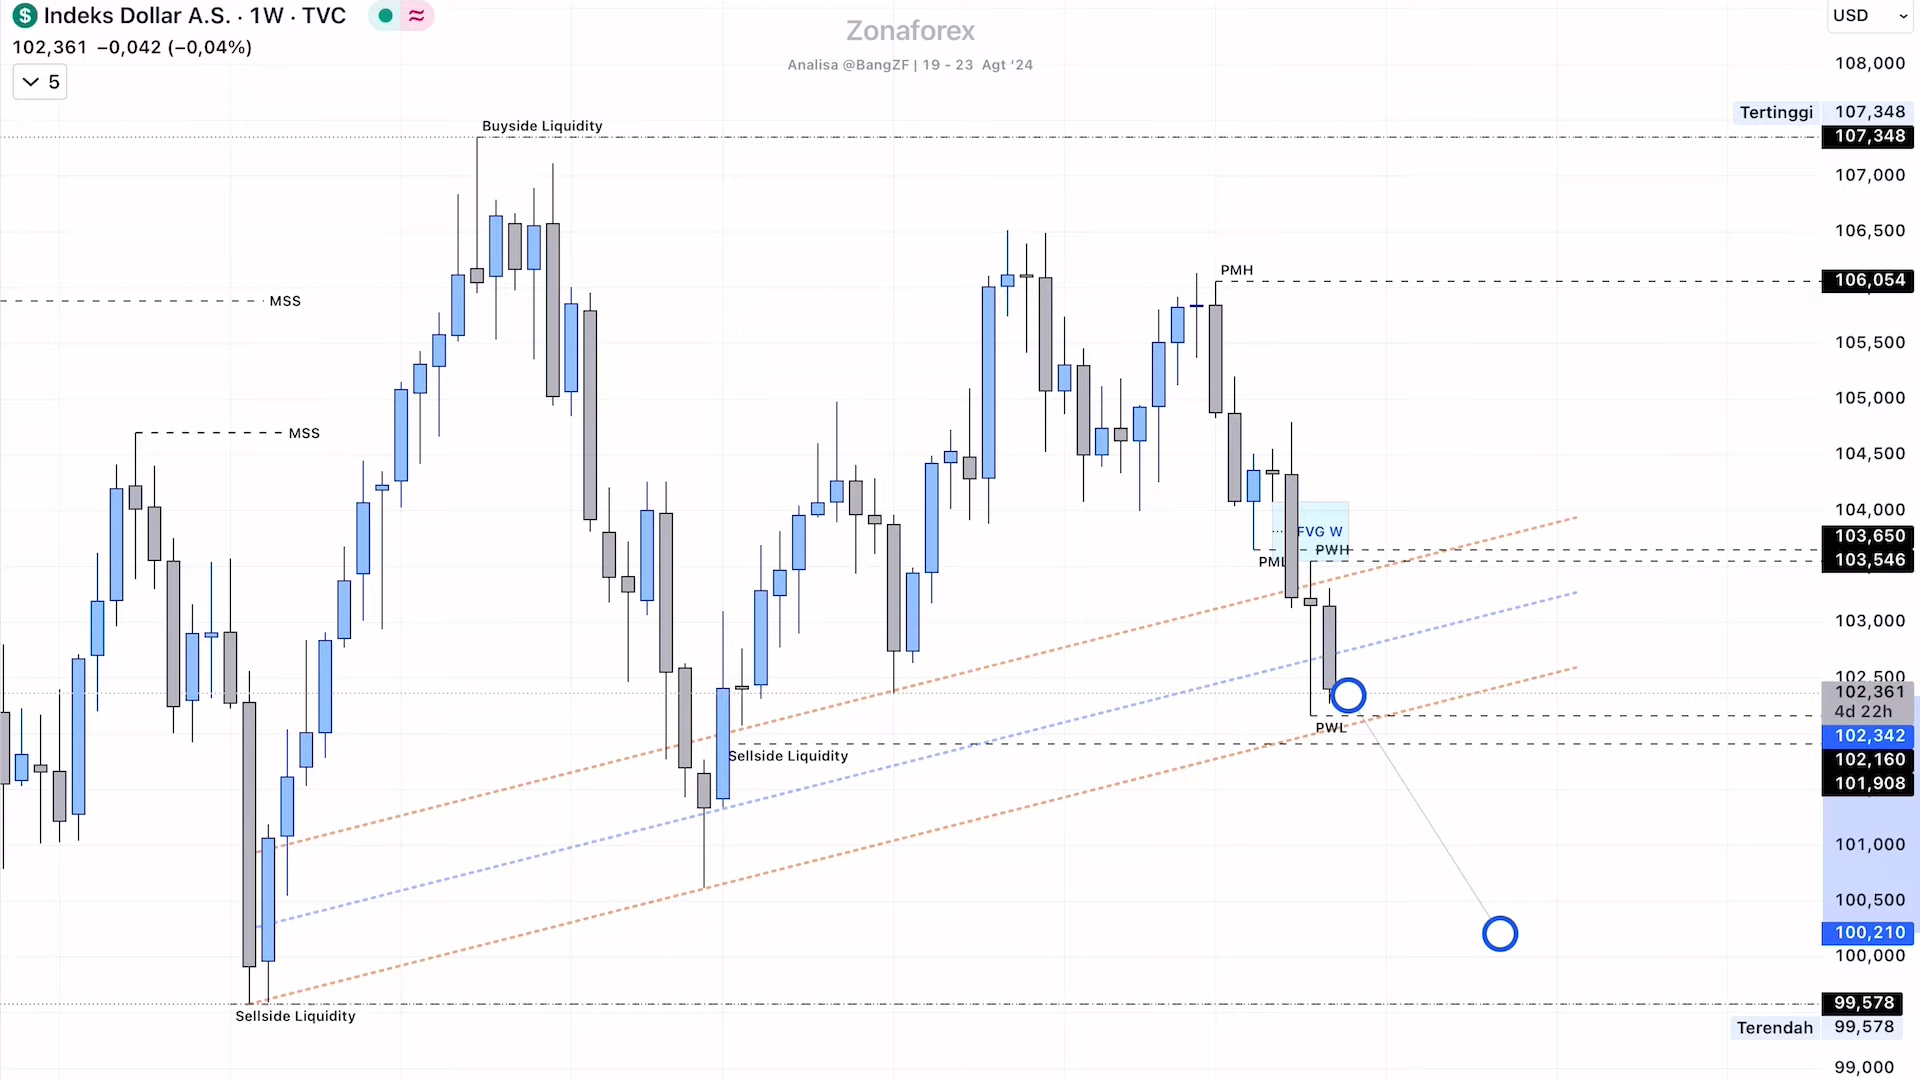 Indeks Dollar A.S. · 1W · TVC
102,361 −0,042 (−0,04%)
5
Zonaforex
Analisa @BangZF | 19 - 23 Agt ‘24
USD
108,000
Tertinggi 107,348
107,348
107,000
106,500
106,054
105,500
105,000
104,500
104,000
103,650
103,546
103,000
102,500
102,361
4d 22h
102,342
102,160
101,908
101,000
100,500
100,210
100,000
99,578
Terendah 99,578
99,000
Buyside Liquidity
PMH
MSS
MSS
FVG W
PWH
PML
PWL
Sellside Liquidity
Sellside Liquidity